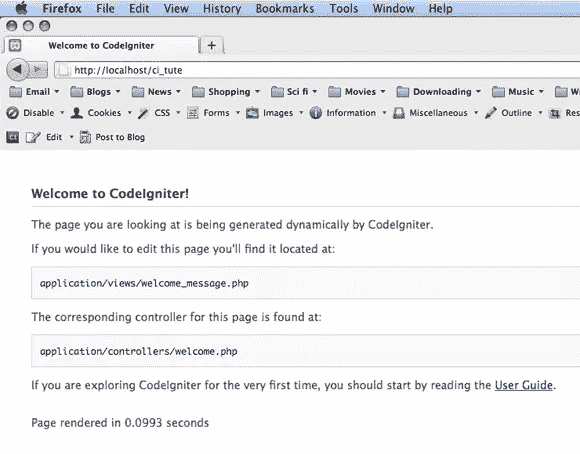 Firefox File Edit View History Bookmarks Tools Window Help
Welcome to CodeIgniter +
http://localhost/ci_tute
Email Blogs News Shopping Sci fi Movies Downloading Music
Disable Cookies CSS Forms Images Information Miscellaneous Outline
Edit Post to Blog
Welcome to CodeIgniter!
The page you are looking at is being generated dynamically by CodeIgniter.
If you would like to edit this page you'll find it located at:
application/views/welcome_message.php
The corresponding controller for this page is found at:
application/controllers/welcome.php
If you are exploring CodeIgniter for the very first time, you should start by reading the User Guide.
Page rendered in 0.0993 seconds